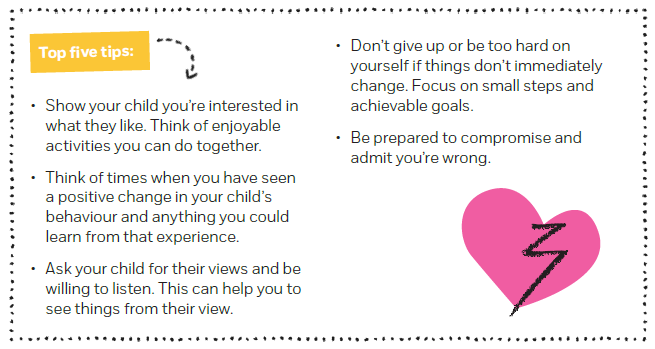 Top five tips:
• Show your child you're interested in
what they like. Think of enjoyable
activities you can do together.
• Think of times when you have seen
a positive change in your child's
behaviour and anything you could
learn from that experience.
• Ask your child for their views and be
willing to listen. This can help you to
see things from their view.
• Don't give up or be too hard on
yourself if things don't immediately
change. Focus on small steps and
achievable goals.
• Be prepared to compromise and
admit you're wrong.